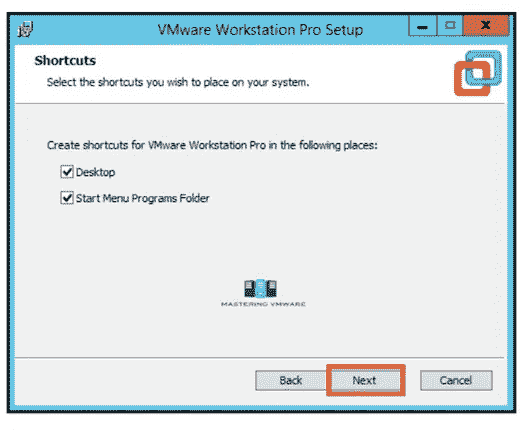 VMware Workstation Pro Setup
Shortcuts
Select the shortcuts you wish to place on your system.
Create shortcuts for VMware Workstation Pro in the following places:
Desktop
Start Menu Programs Folder
MASTERING VMWARE
Back Next Cancel